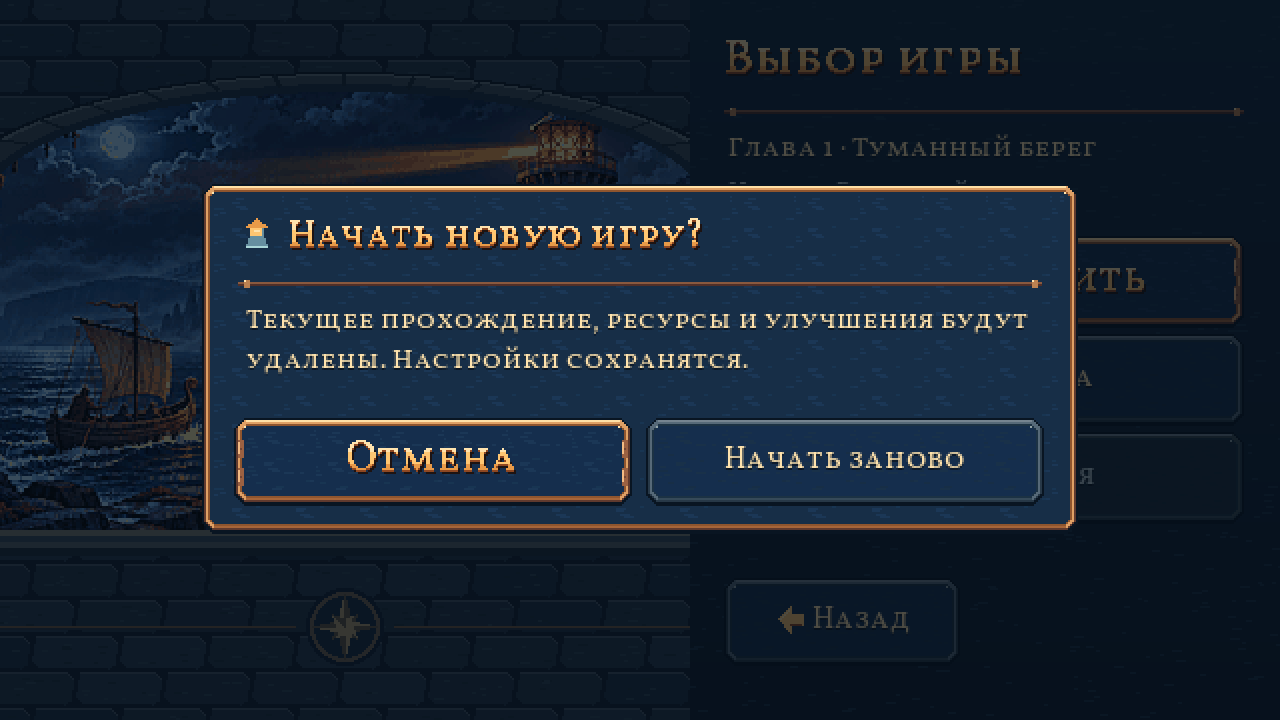 Выбор игры
Глава 1 · Туманный берег
Начать новую игру?
Текущее прохождение, ресурсы и улучшения будут
удалены. Настройки сохранятся.
Отмена
Начать заново
Назад